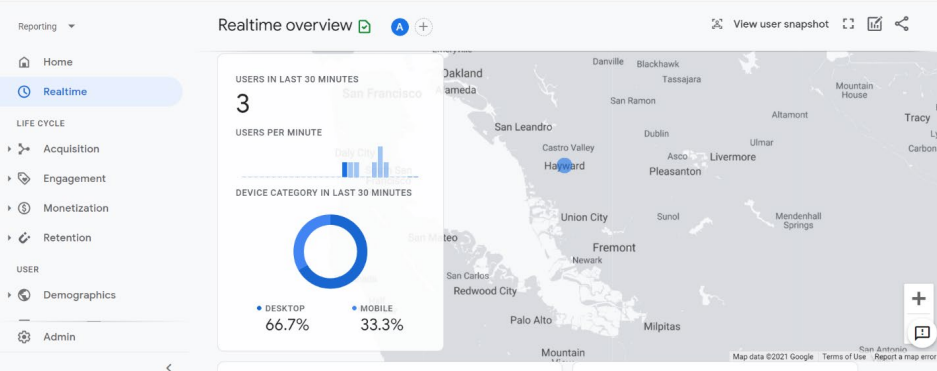 Reporting
Realtime overview
A
View user snapshot
Home
Realtime
LIFE CYCLE
Acquisition
Engagement
Monetization
Retention
USER
Demographics
Admin
USERS IN LAST 30 MINUTES
3
USERS PER MINUTE
DEVICE CATEGORY IN LAST 30 MINUTES
DESKTOP
66.7%
MOBILE
33.3%
San Francisco
Daly City
San Mateo
Oakland
Alameda
Danville
Blackhawk
Tassajara
Mountain
House
San Ramon
Altamont
Tracy
San Leandro
Dublin
Ulmar
Castro Valley
Asco
Livermore
Hayward
Pleasanton
Union City
Sunol
Mendenhall
Springs
Fremont
Newark
San Carlos
Redwood City
Palo Alto
Milpitas
Mountain
San Antonio
Map data ©2021 Google
Terms of Use
Report a map error